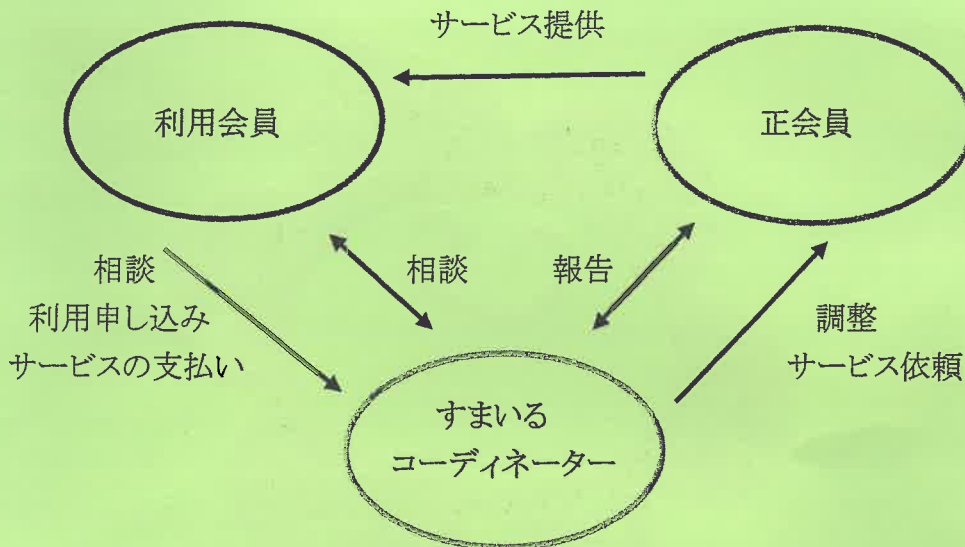 サービス提供
利用会員
正会員
相談
利用申し込み
サービスの支払い
相談
報告
調整
サービス依頼
すまいる
コーディネーター